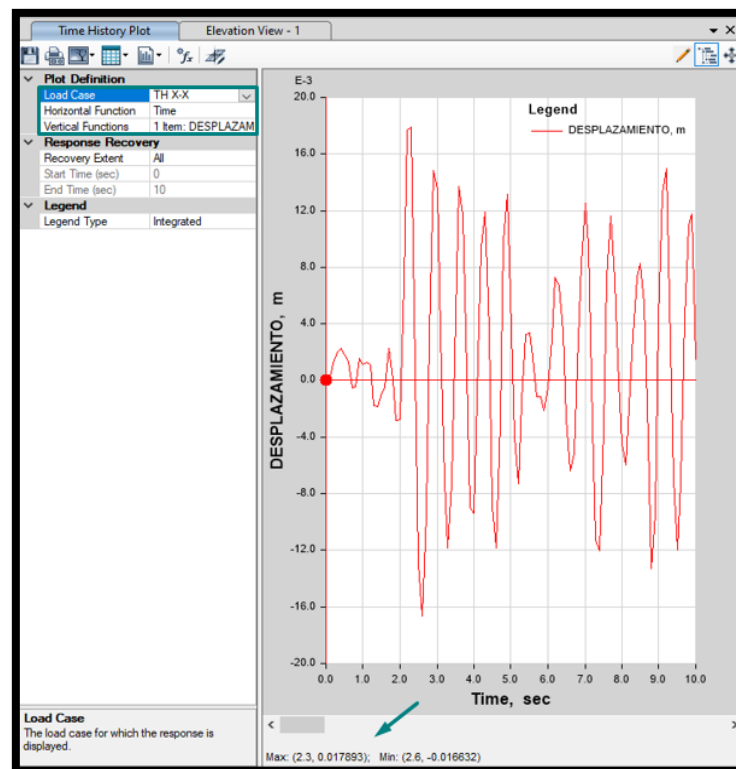 Time History Plot Elevation View - 1
Plot Definition
Load Case TH X-X
Horizontal Function Time
Vertical Functions 1 Item: DESPLAZAM
Response Recovery
Recovery Extent All
Start Time (sec) 0
End Time (sec) 10
Legend
Legend Type Integrated
E-3
20.0
16.0
12.0
8.0
4.0
0.0
-4.0
-8.0
-12.0
-16.0
-20.0
DESPLAZAMIENTO, m
Legend
DESPLAZAMIENTO, m
0.0 1.0 2.0 3.0 4.0 5.0 6.0 7.0 8.0 9.0 10.0
Time, sec
Load Case
The load case for which the response is
displayed.
Max: (2.3, 0.017893); Min: (2.6, -0.016632)